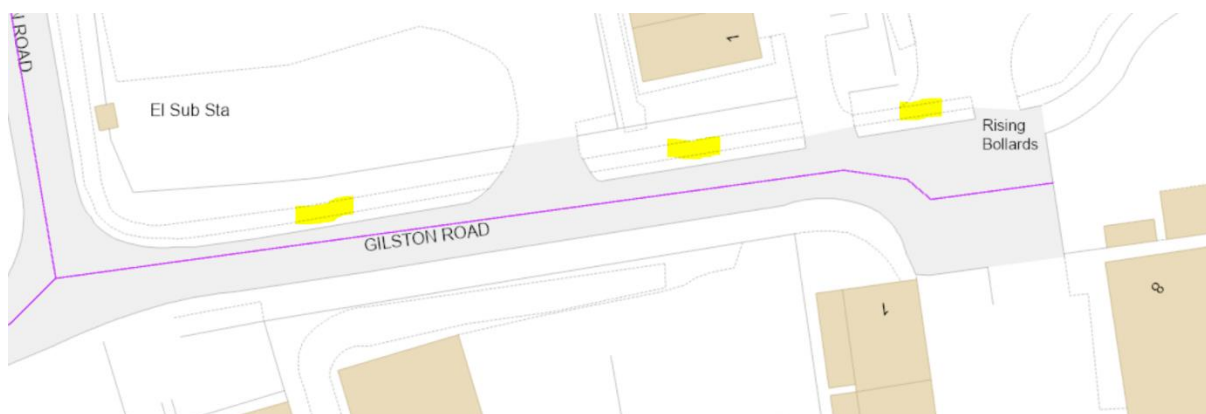 ROAD
1
El Sub Sta
Rising
Bollards
GILSTON ROAD
1
8